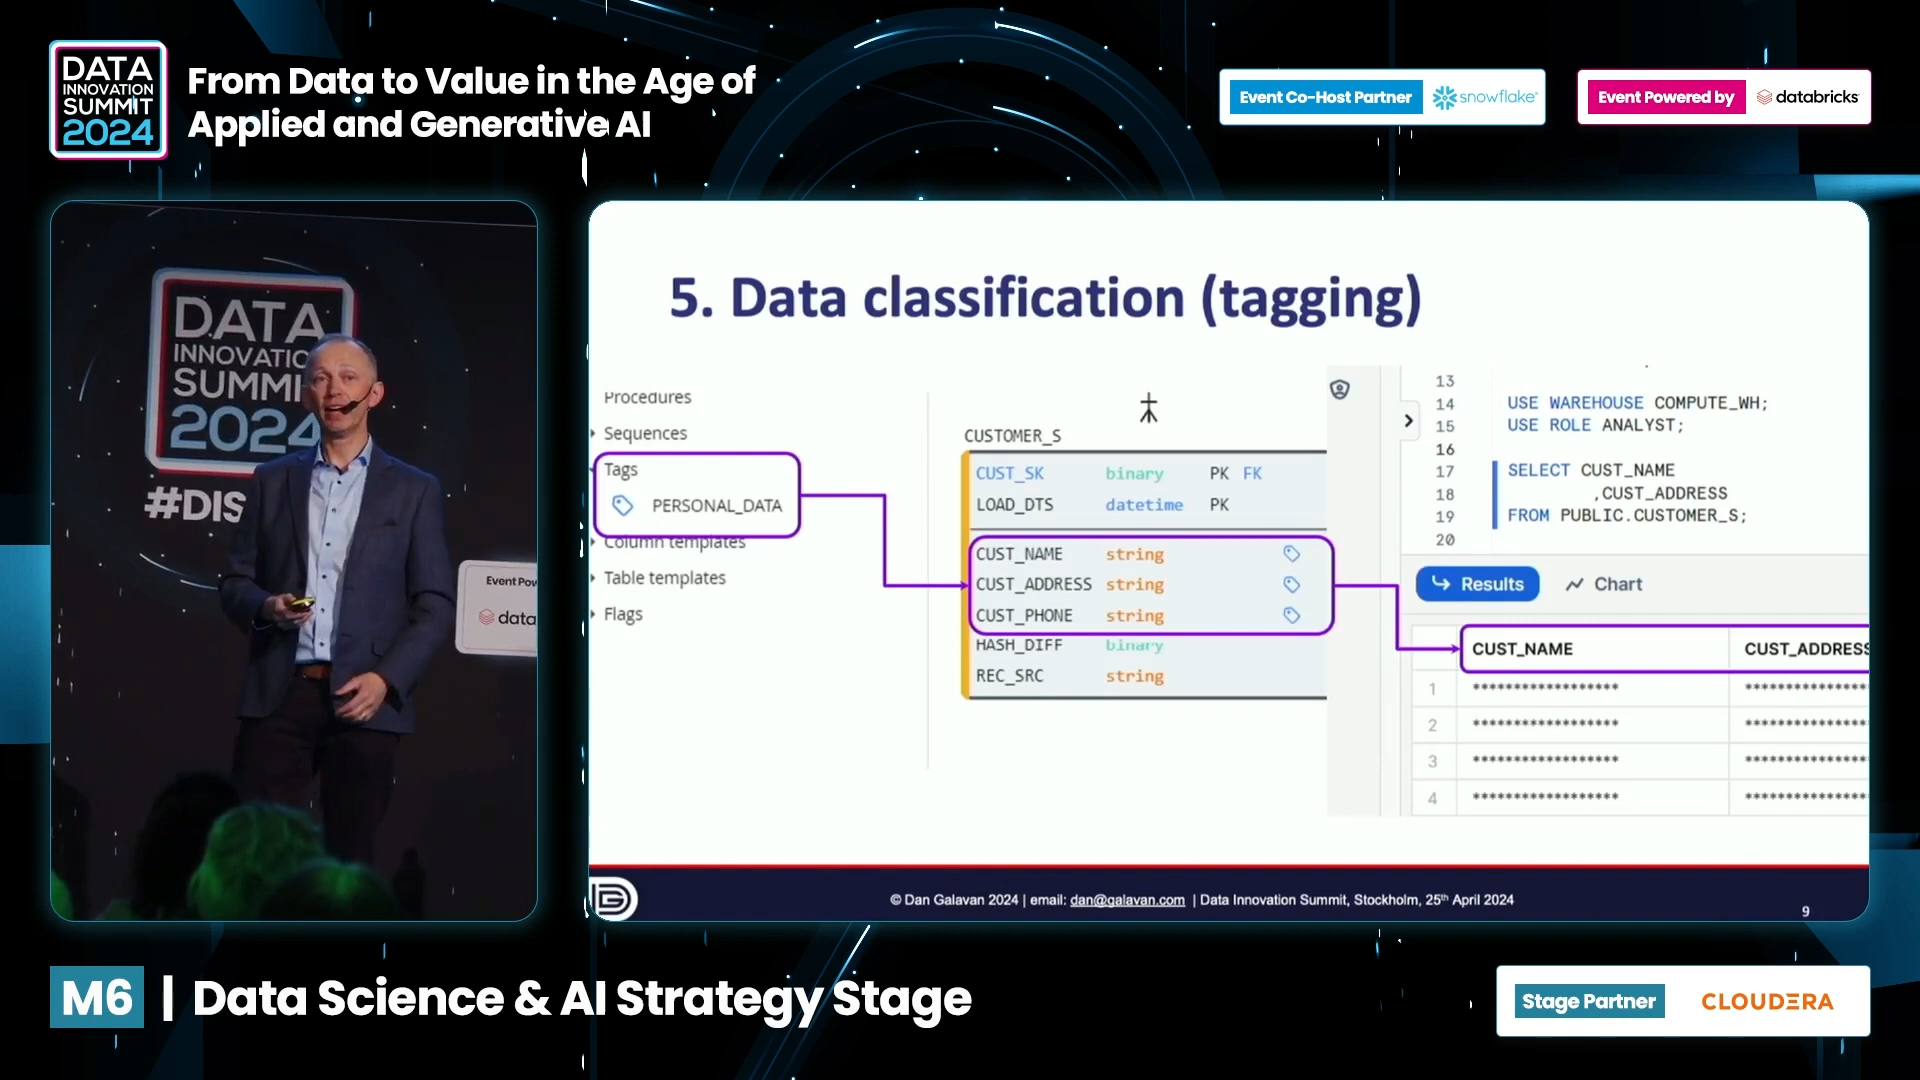 DATA
INNOVATION
SUMMIT
2024
From Data to Value in the Age of
Applied and Generative AI
Event Co-Host Partner
snowflake
Event Powered by
databricks
DATA
INNOVATIO
SUMMI
2024
#DIS
Event Pow
data
5. Data classification (tagging)
Procedures
Sequences
Tags
PERSONAL_DATA
Column templates
Table templates
Flags
CUSTOMER_S
CUST_SK binary PK FK
LOAD_DTS datetime PK
CUST_NAME string
CUST_ADDRESS string
CUST_PHONE string
HASH_DIFF binary
REC_SRC string
13
14 USE WAREHOUSE COMPUTE_WH;
15 USE ROLE ANALYST;
16
17 SELECT CUST_NAME
18 ,CUST_ADDRESS
19 FROM PUBLIC.CUSTOMER_S;
20
Results Chart
CUST_NAME CUST_ADDRESS
1 ***************** **************
2 ***************** **************
3 ***************** **************
4 ***************** **************
© Dan Galavan 2024 | email: dan@galavan.com | Data Innovation Summit, Stockholm, 25th April 2024
9
M6 | Data Science & AI Strategy Stage
Stage Partner
CLOUDERA